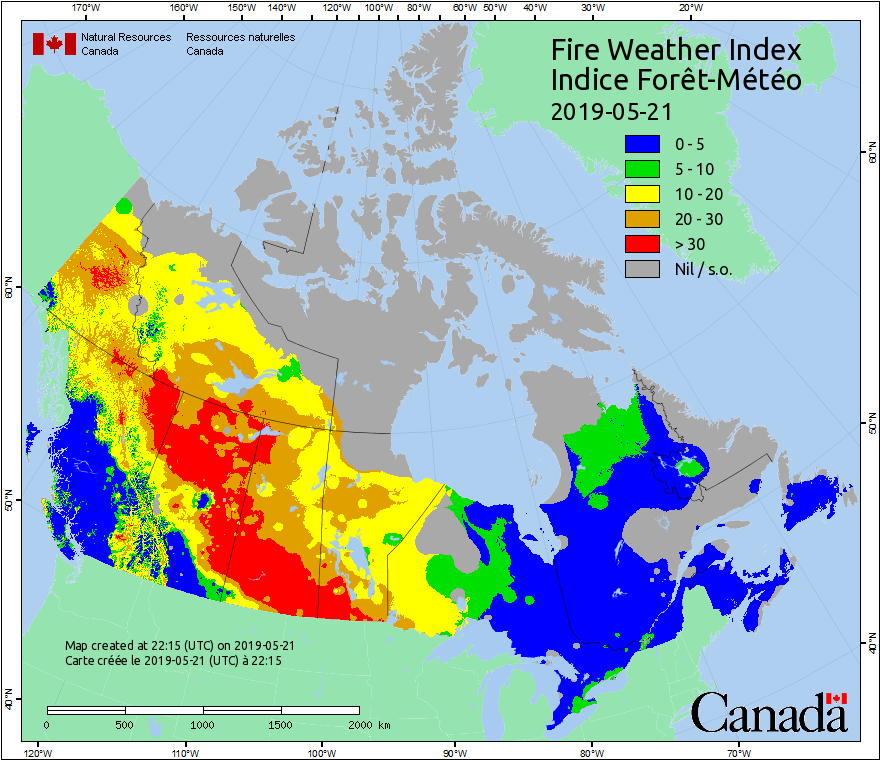 170°W 160°W 150°W 140°W 130°W 120°W 110°W 100°W 90°W 80°W 60°W 50°W 40°W 30°W 20°W
Natural Resources Canada
Ressources naturelles Canada
Fire Weather Index
Indice Forêt-Météo
2019-05-21
0 - 5
5 - 10
10 - 20
20 - 30
> 30
Nil / s.o.
60°N
50°N
40°N
60°N
50°N
40°N
Map created at 22:15 (UTC) on 2019-05-21
Carte créée le 2019-05-21 (UTC) à 22:15
0 500 1000 1500 2000 km
Canada
120°W 110°W 100°W 90°W 80°W 70°W